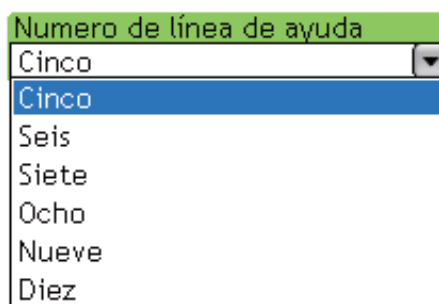 Numero de línea de ayuda
Cinco
Cinco
Seis
Siete
Ocho
Nueve
Diez